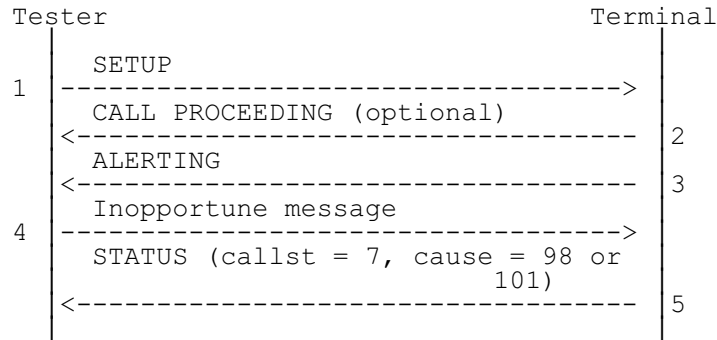 Tester Terminal
SETUP
1 |----------------------------------->
CALL PROCEEDING (optional)
<----------------------------------- 2
ALERTING
<----------------------------------- 3
Inopportune message
4 |----------------------------------->
STATUS (callst = 7, cause = 98 or
101)
<----------------------------------- 5